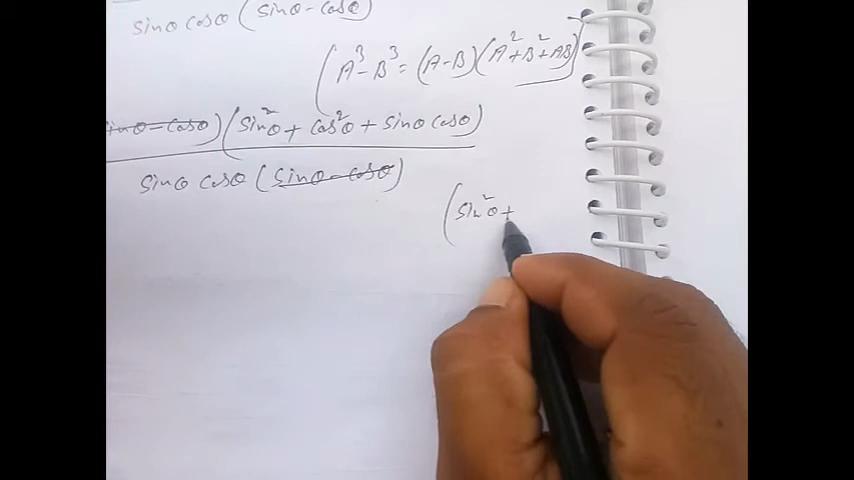 sinθ cosθ (sinθ - cosθ)
(A³ - B³ = (A - B)(A² + B² + AB)
sinθ - cosθ) (sin²θ + cos²θ + sinθ cosθ)
sinθ cosθ (sinθ - cosθ)
(sin²θ +